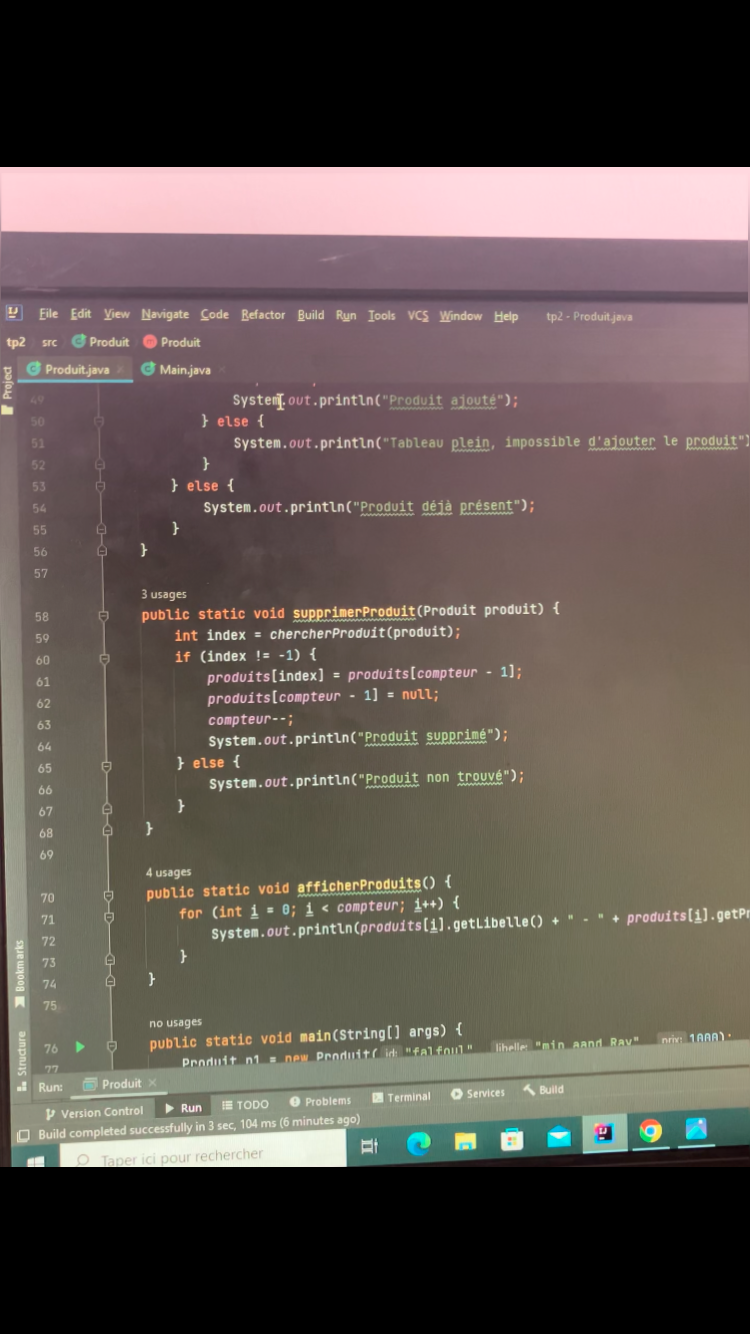 File Edit View Navigate Code Refactor Build Run Tools VCS Window Help tp2 - Produit.java
tp2 src Produit Produit
Produit.java Main.java
Project
49 System.out.println("Produit ajouté");
50 } else {
51 System.out.println("Tableau plein, impossible d'ajouter le produit")
52 }
53 } else {
54 System.out.println("Produit déjà présent");
55 }
56 }
57
3 usages
58 public static void supprimerProduit(Produit produit) {
59 int index = chercherProduit(produit);
60 if (index != -1) {
61 produits[index] = produits[compteur - 1];
62 produits[compteur - 1] = null;
63 compteur--;
64 System.out.println("Produit supprimé");
65 } else {
66 System.out.println("Produit non trouvé");
67 }
68 }
69
4 usages
70 public static void afficherProduits() {
71 for (int i = 0; i < compteur; i++) {
72 System.out.println(produits[i].getLibelle() + " - " + produits[i].getPr
73 }
74 }
75
no usages
76 public static void main(String[] args) {
77 Produit p1 = new Produit( id: "falfoul" libelle: "min aand Ray" prix: 1000);
Bookmarks
Structure
Run: Produit
Version Control Run TODO Problems Terminal Services Build
Build completed successfully in 3 sec, 104 ms (6 minutes ago)
Taper ici pour rechercher